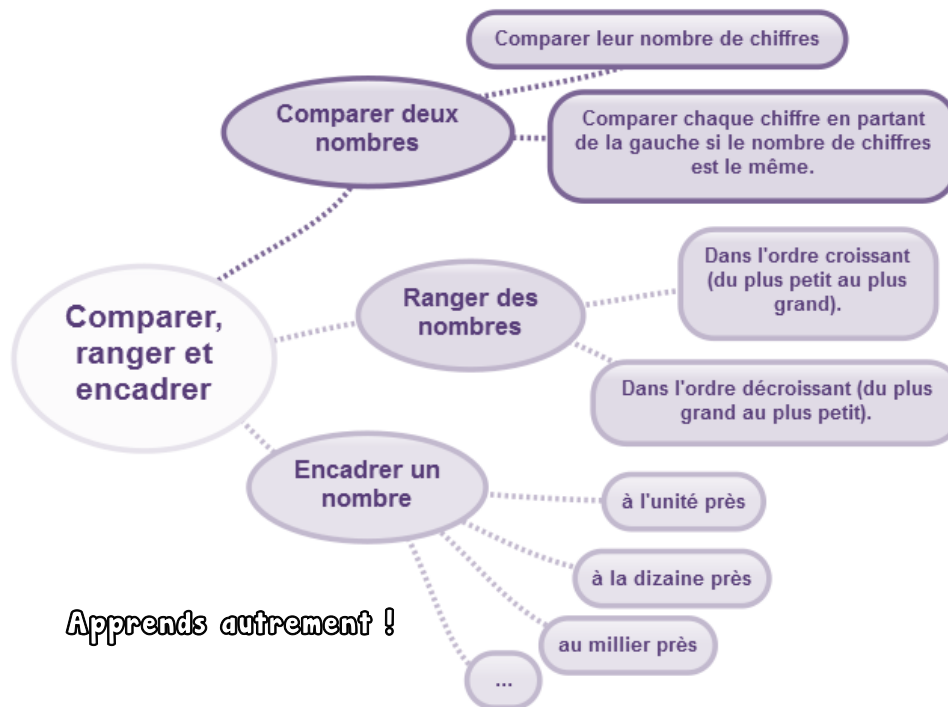 Comparer leur nombre de chiffres
Comparer deux
nombres
Comparer chaque chiffre en partant
de la gauche si le nombre de chiffres
est le même.
Comparer,
ranger et
encadrer
Ranger des
nombres
Dans l'ordre croissant
(du plus petit au plus
grand).
Dans l'ordre décroissant (du plus
grand au plus petit).
Encadrer un
nombre
à l'unité près
à la dizaine près
au millier près
...
Apprends autrement !